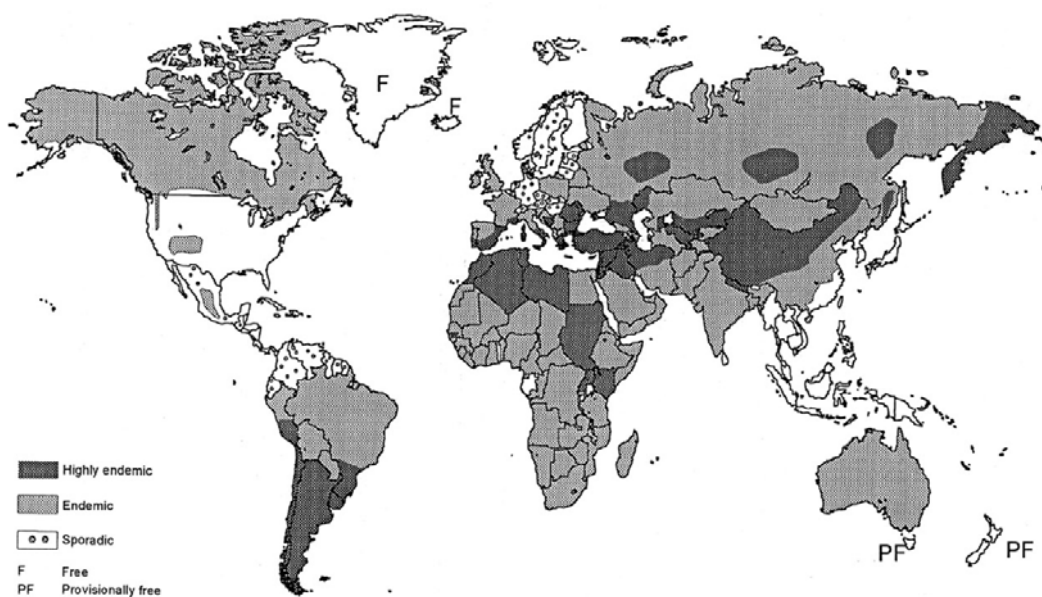 F
F
Highly endemic
Endemic
Sporadic
F Free
PF Provisionally free
PF
PF